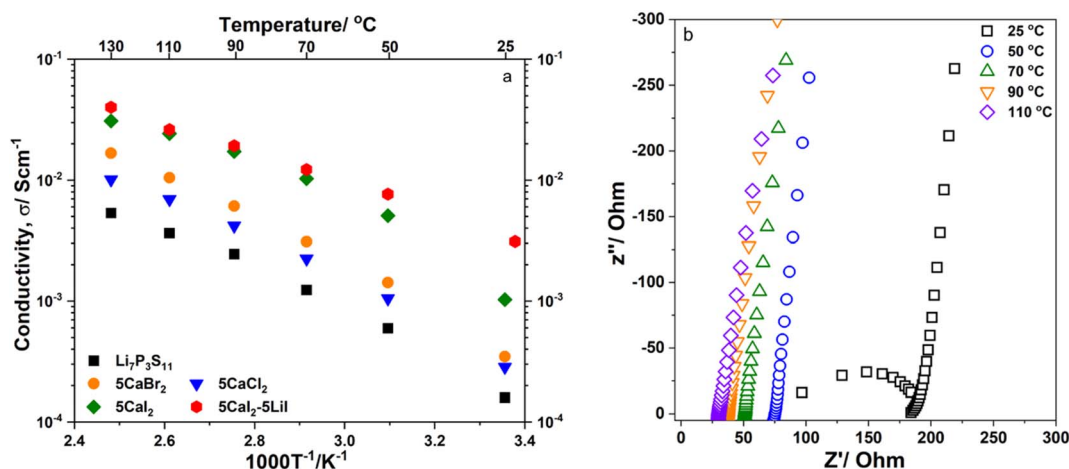 Temperature/ °C
130 110 90 70 50 25
10⁻¹ 10⁻¹
a
10⁻² 10⁻²
10⁻³ 10⁻³
10⁻⁴ 10⁻⁴
Conductivity, σ/ Scm⁻¹
Li₇P₃S₁₁
5CaBr₂ 5CaCl₂
5CaI₂ 5CaI₂-5LiI
2.4 2.6 2.8 3.0 3.2 3.4
1000T⁻¹/K⁻¹
b
-300
-250
-200
-150
-100
-50
0
z''/ Ohm
25 °C
50 °C
70 °C
90 °C
110 °C
0 50 100 150 200 250 300
Z'/ Ohm